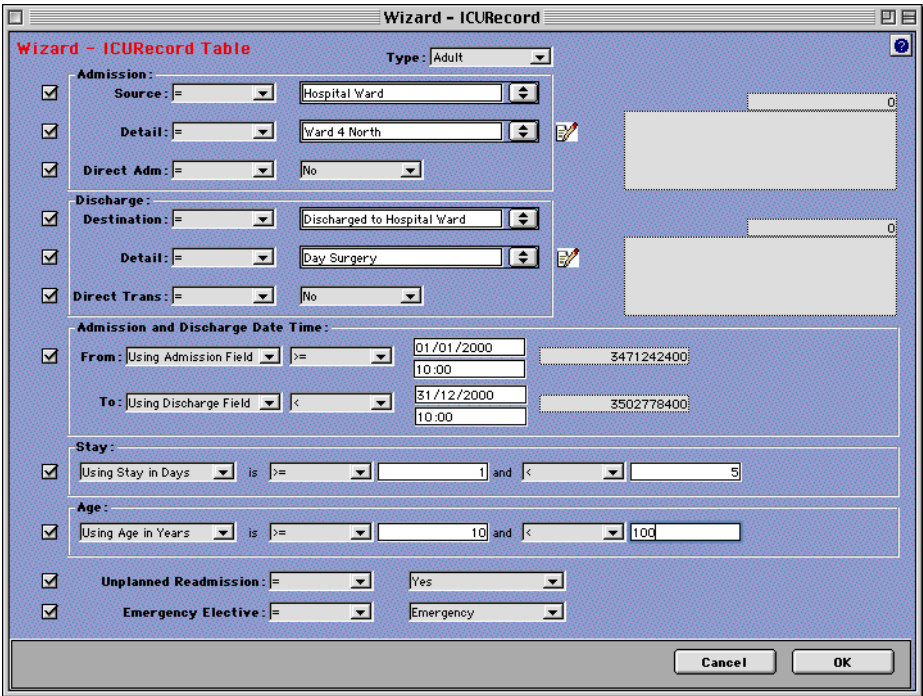 Wizard - ICURecord
Wizard - ICURecord Table
Type: Adult
?
Admission:
Source: = Hospital Ward
0
Detail: = Ward 4 North
Direct Adm: = No
Discharge:
Destination: = Discharged to Hospital Ward
0
Detail: = Day Surgery
Direct Trans: = No
Admission and Discharge Date Time:
From: Using Admission Field >= 01/01/2000 3471242400
10:00
To: Using Discharge Field < 31/12/2000 3502778400
10:00
Stay:
Using Stay in Days is >= 1 and < 5
Age:
Using Age in Years is >= 10 and < 100
Unplanned Readmission: = Yes
Emergency Elective: = Emergency
Cancel OK